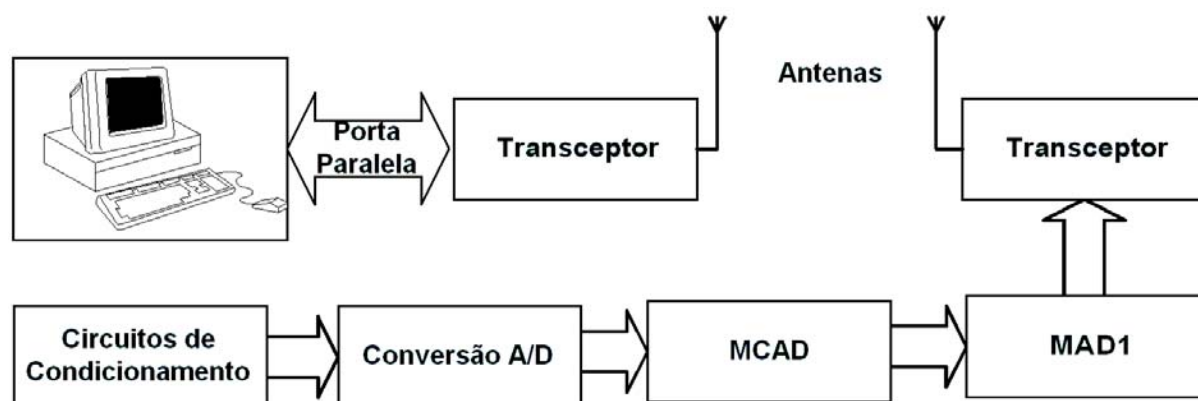 Antenas
Porta
Paralela
Transceptor
Transceptor
Circuitos de
Condicionamento
Conversão A/D
MCAD
MAD1